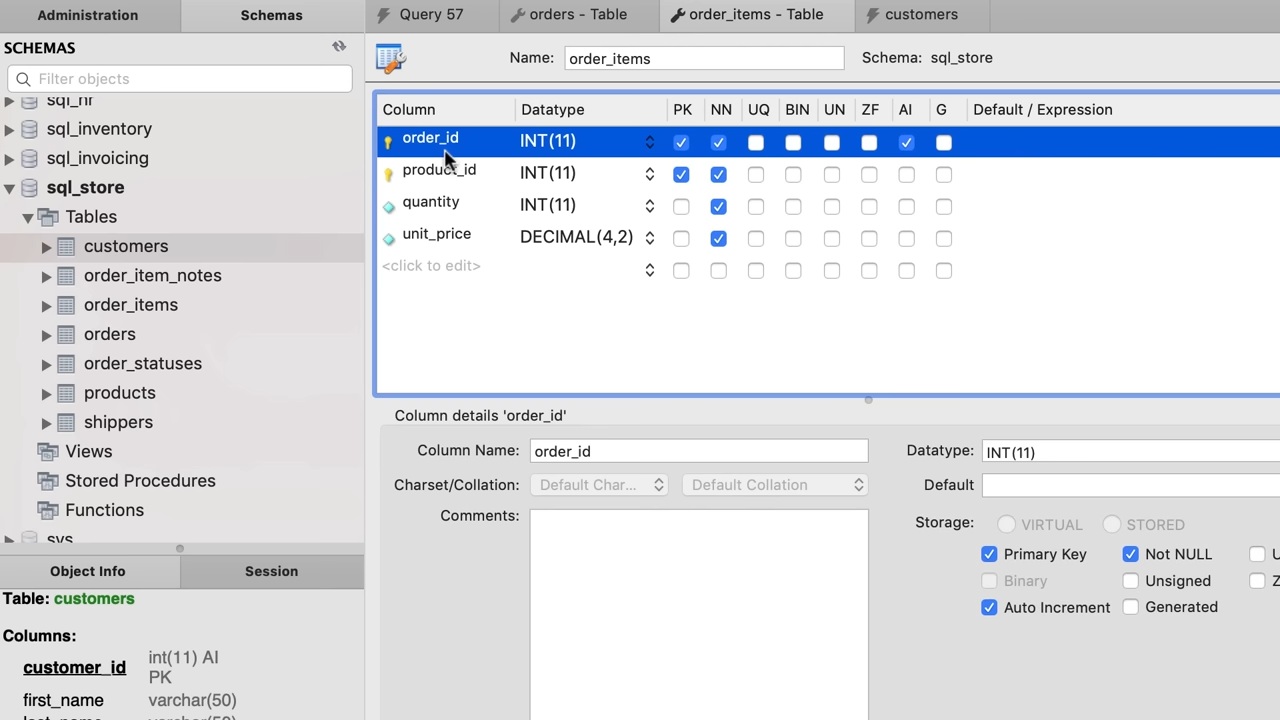 Administration
Schemas
Query 57
orders - Table
order_items - Table
customers
SCHEMAS
Filter objects
Name:
order_items
Schema:
sql_store
sql_hr
sql_inventory
sql_invoicing
sql_store
Tables
customers
order_item_notes
order_items
orders
order_statuses
products
shippers
Views
Stored Procedures
Functions
sys
Column Datatype PK NN UQ BIN UN ZF AI G Default / Expression
order_id INT(11)
product_id INT(11)
quantity INT(11)
unit_price DECIMAL(4,2)
<click to edit>
Column details 'order_id'
Column Name: order_id
Datatype: INT(11)
Charset/Collation: Default Char... Default Collation
Default
Comments:
Storage: VIRTUAL STORED
Primary Key Not NULL
Binary Unsigned
Auto Increment Generated
Object Info
Session
Table: customers
Columns:
customer_id int(11) AI
PK
first_name varchar(50)
last_name varchar(50)